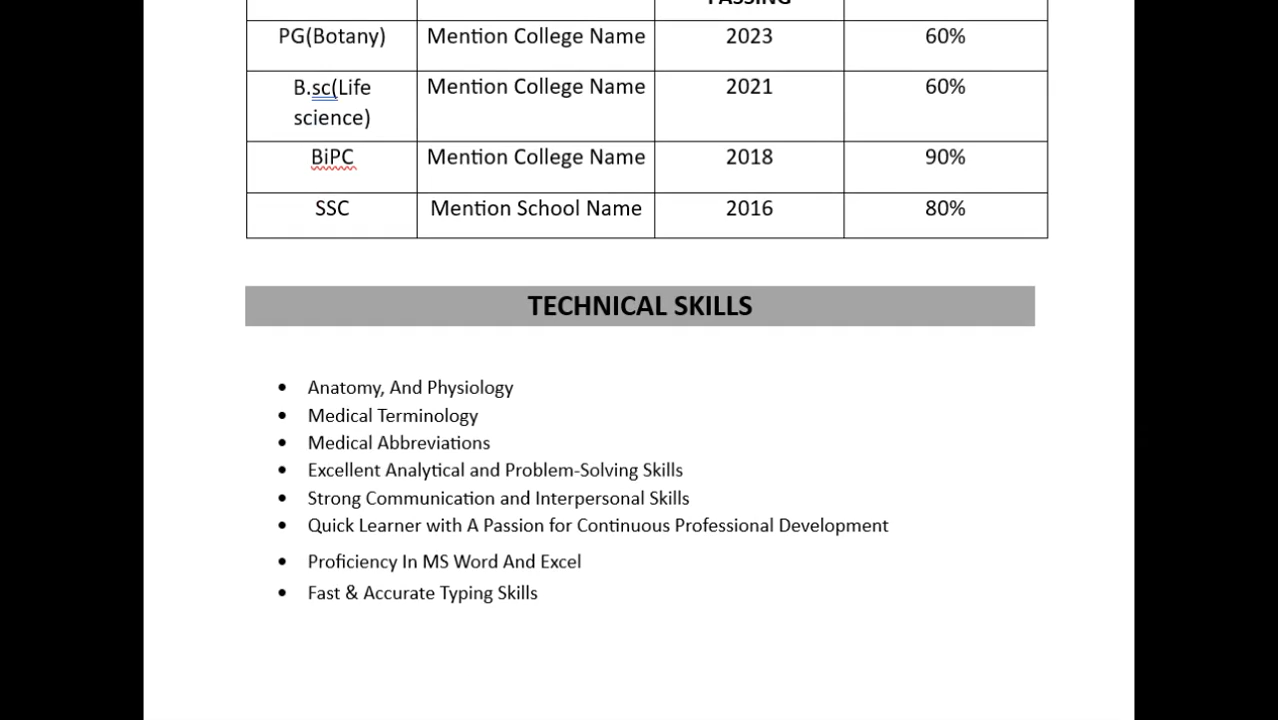 PASSING
PG(Botany) Mention College Name 2023 60%
B.sc(Life Mention College Name 2021 60%
science)
BiPC Mention College Name 2018 90%
SSC Mention School Name 2016 80%
TECHNICAL SKILLS
• Anatomy, And Physiology
• Medical Terminology
• Medical Abbreviations
• Excellent Analytical and Problem-Solving Skills
• Strong Communication and Interpersonal Skills
• Quick Learner with A Passion for Continuous Professional Development
• Proficiency In MS Word And Excel
• Fast & Accurate Typing Skills